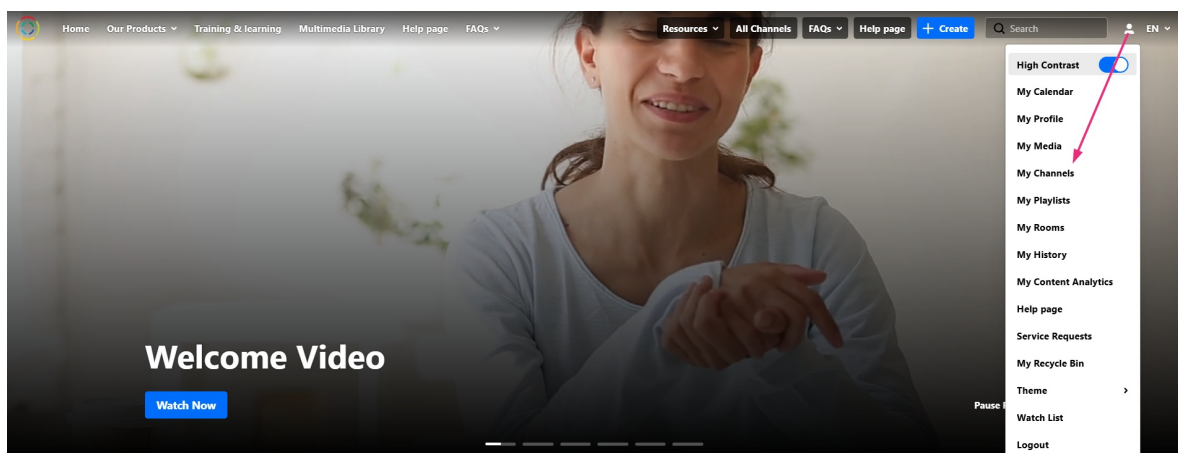 Home Our Products Training & learning Multimedia Library Help page FAQs Resources All Channels FAQs Help page + Create Search EN
High Contrast
My Calendar
My Profile
My Media
My Channels
My Playlists
My Rooms
My History
My Content Analytics
Help page
Service Requests
My Recycle Bin
Theme
Watch List
Logout
Welcome Video
Watch Now
Pause